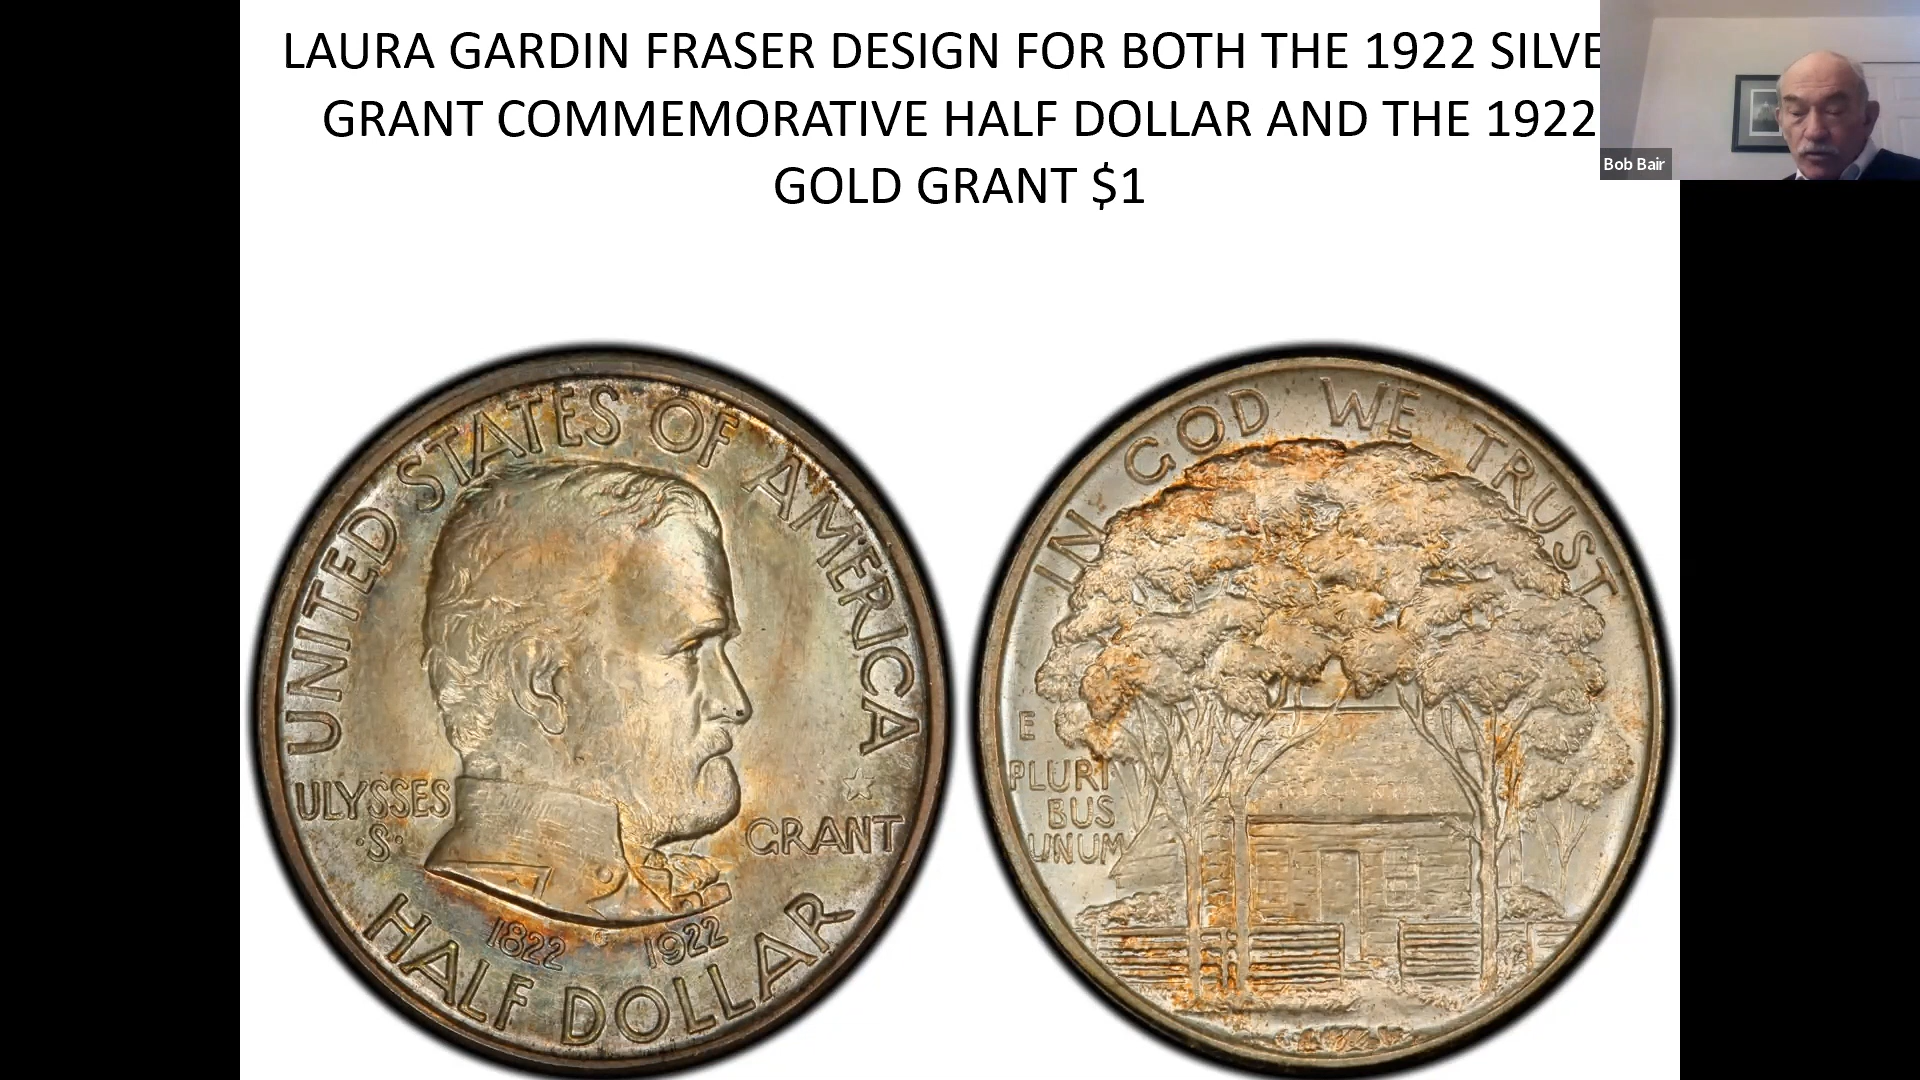 LAURA GARDIN FRASER DESIGN FOR BOTH THE 1922 SILVE
GRANT COMMEMORATIVE HALF DOLLAR AND THE 1922
GOLD GRANT $1
Bob Bair
UNITED STATES OF AMERICA
ULYSSES
·S·
GRANT
1822 G 1922
HALF DOLLAR
IN GOD WE TRUST
E
PLURI
BUS
UNUM